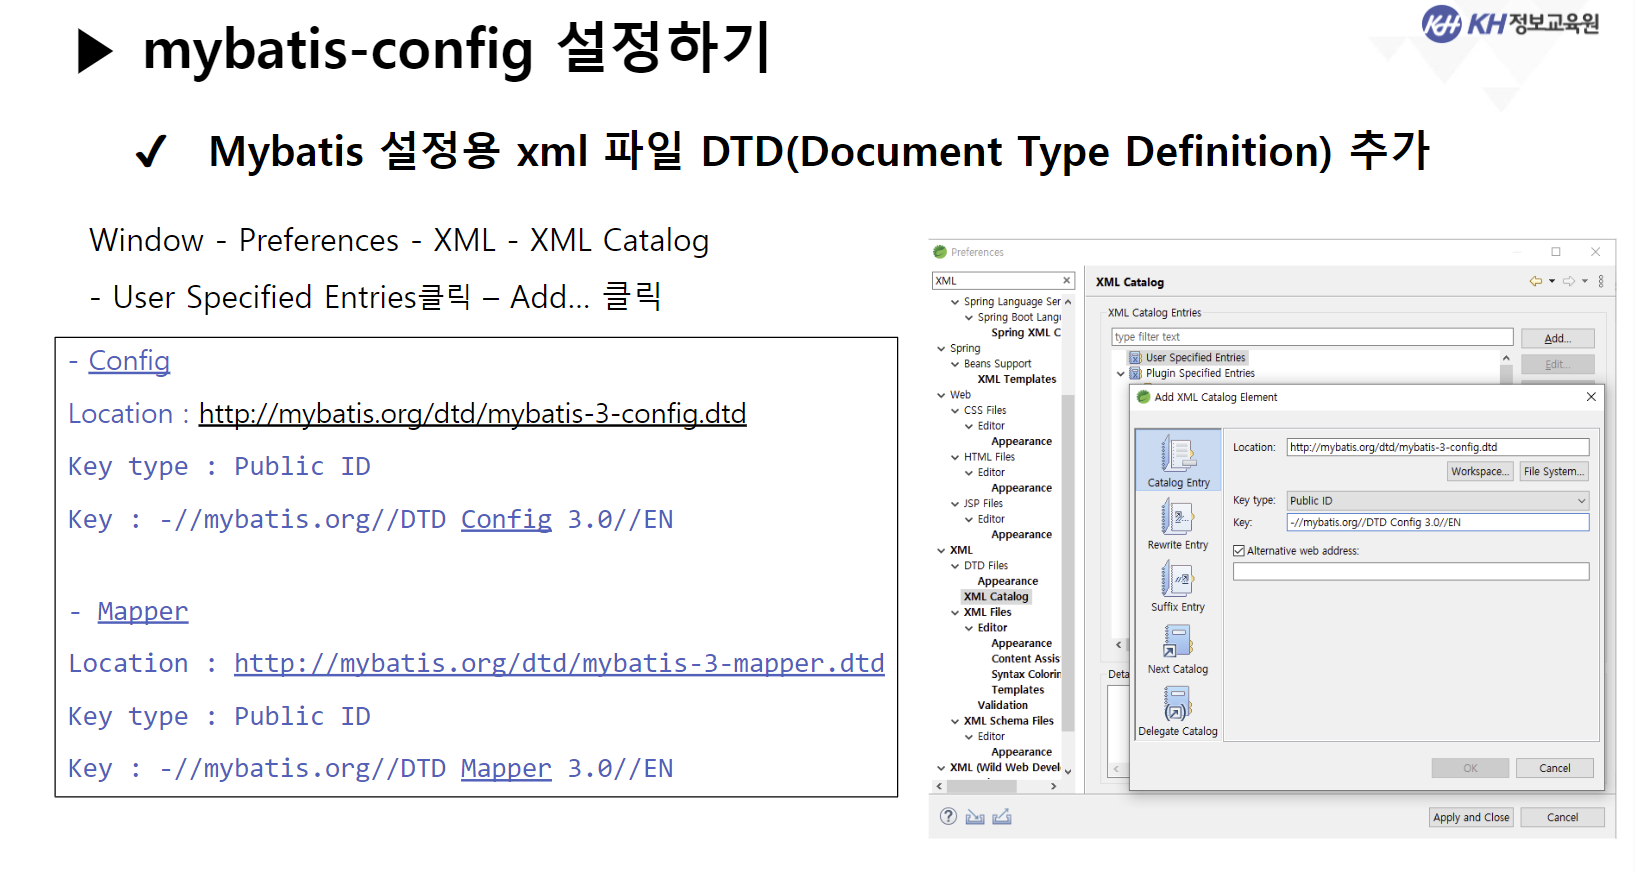 ▶ mybatis-config 설정하기
KH KH정보교육원
✔ Mybatis 설정용 xml 파일 DTD(Document Type Definition) 추가
Window - Preferences - XML - XML Catalog
- User Specified Entries클릭 – Add... 클릭
- Config
Location : http://mybatis.org/dtd/mybatis-3-config.dtd
Key type : Public ID
Key : -//mybatis.org//DTD Config 3.0//EN
- Mapper
Location : http://mybatis.org/dtd/mybatis-3-mapper.dtd
Key type : Public ID
Key : -//mybatis.org//DTD Mapper 3.0//EN
Preferences
XML
Spring Language Ser
Spring Boot Langu
Spring XML C
Spring
Beans Support
XML Templates
Web
CSS Files
Editor
Appearance
HTML Files
Editor
Appearance
JSP Files
Editor
Appearance
XML
DTD Files
Appearance
XML Catalog
XML Files
Editor
Appearance
Content Assis
Syntax Colorin
Templates
Validation
XML Schema Files
Editor
Appearance
XML (Wild Web Devel
XML Catalog
XML Catalog Entries
type filter text
Add...
User Specified Entries
Edit...
Plugin Specified Entries
Deta
Add XML Catalog Element
Catalog Entry
Rewrite Entry
Suffix Entry
Next Catalog
Delegate Catalog
Location: http://mybatis.org/dtd/mybatis-3-config.dtd
Workspace... File System...
Key type: Public ID
Key: -//mybatis.org//DTD Config 3.0//EN
Alternative web address:
OK Cancel
Apply and Close Cancel